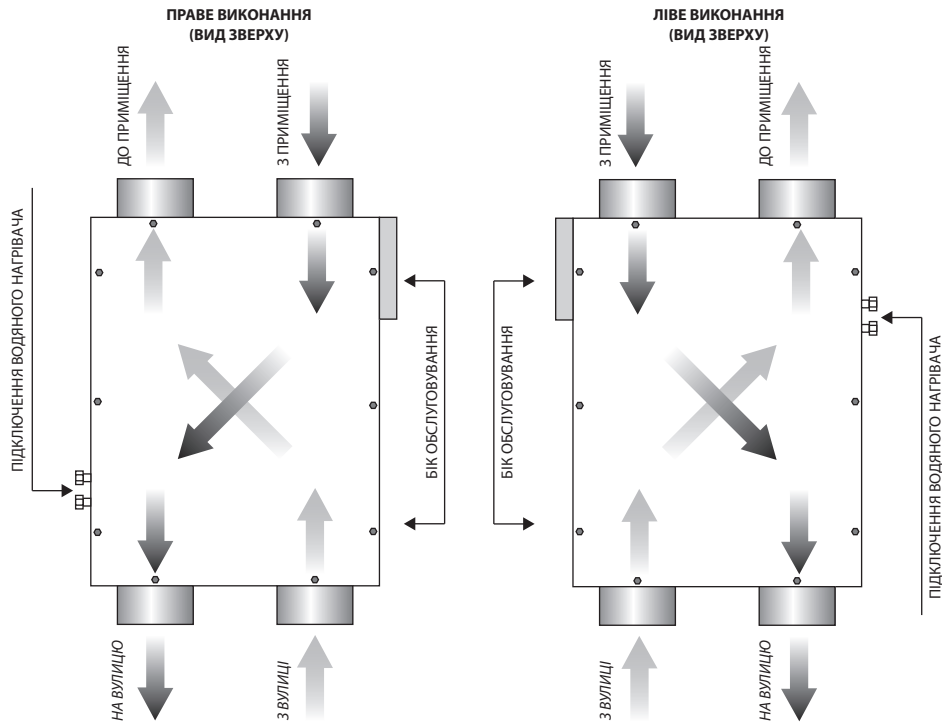 ПРАВЕ ВИКОНАННЯ
(ВИД ЗВЕРХУ)
ДО ПРИМІЩЕННЯ
З ПРИМІЩЕННЯ
ПІДКЛЮЧЕННЯ ВОДЯНОГО НАГРІВАЧА
БІК ОБСЛУГОВУВАННЯ
НА ВУЛИЦЮ
З ВУЛИЦІ
ЛІВЕ ВИКОНАННЯ
(ВИД ЗВЕРХУ)
З ПРИМІЩЕННЯ
ДО ПРИМІЩЕННЯ
БІК ОБСЛУГОВУВАННЯ
ПІДКЛЮЧЕННЯ ВОДЯНОГО НАГРІВАЧА
З ВУЛИЦІ
НА ВУЛИЦЮ